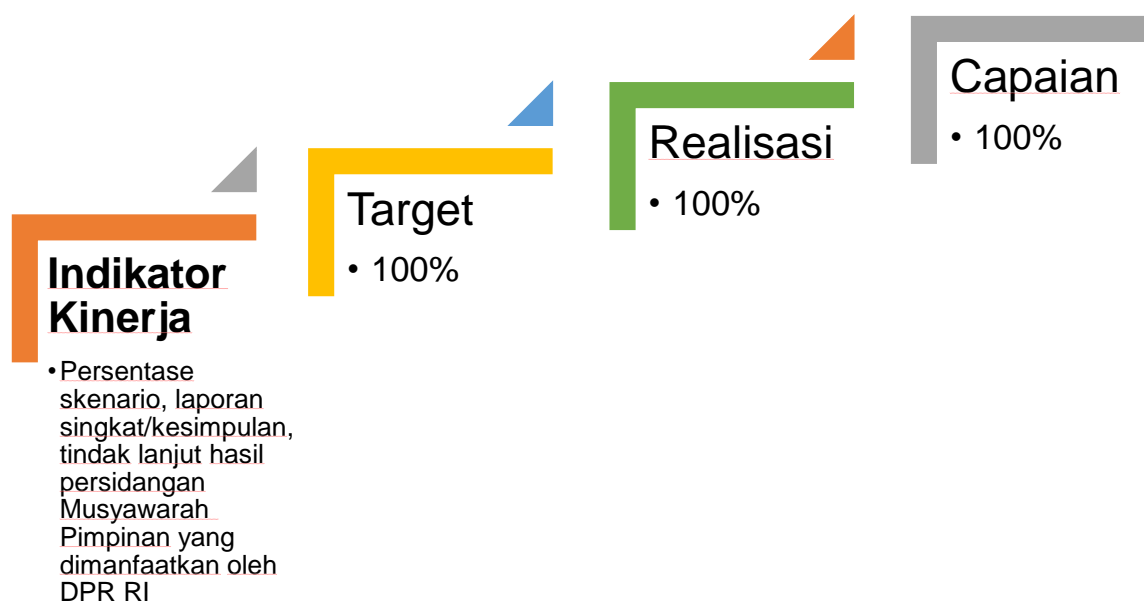 Indikator
Kinerja
•Persentase
skenario, laporan
singkat/kesimpulan,
tindak lanjut hasil
persidangan
Musyawarah
Pimpinan yang
dimanfaatkan oleh
DPR RI
Target
• 100%
Realisasi
• 100%
Capaian
• 100%